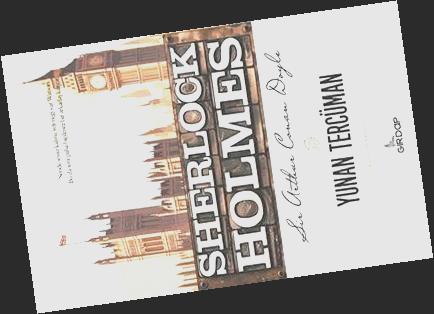 SHERLOCK
HOLMES
Sir Arthur Conan Doyle
YUNAN TERCÜMAN
GİRDAP